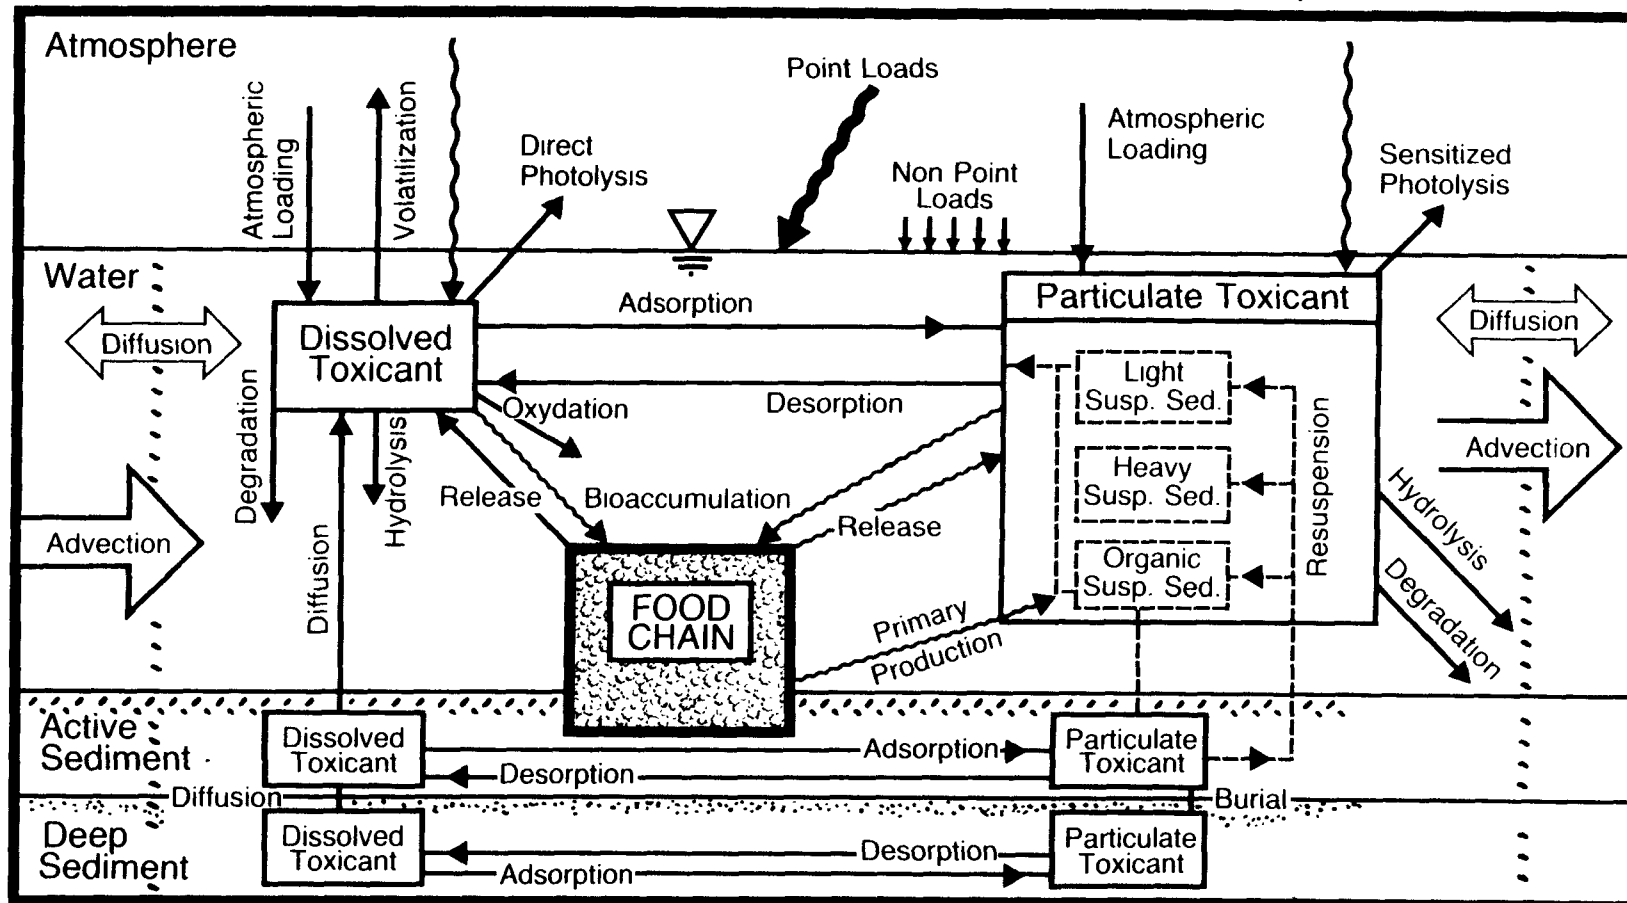 Atmosphere
Point Loads
Atmospheric
Loading
Volatilization
Direct
Photolysis
Atmospheric
Loading
Non Point
Loads
Sensitized
Photolysis
Water
Diffusion
Dissolved
Toxicant
Adsorption
Particulate Toxicant
Diffusion
Degradation
Hydrolysis
Oxydation
Desorption
Light
Susp. Sed.
Heavy
Susp. Sed.
Organic
Susp. Sed.
Resuspension
Advection
Advection
Diffusion
Release
Bioaccumulation
Release
Hydrolysis
Degradation
FOOD
CHAIN
Primary
Production
Active
Sediment
Dissolved
Toxicant
Adsorption
Desorption
Particulate
Toxicant
Diffusion
Burial
Deep
Sediment
Dissolved
Toxicant
Desorption
Adsorption
Particulate
Toxicant